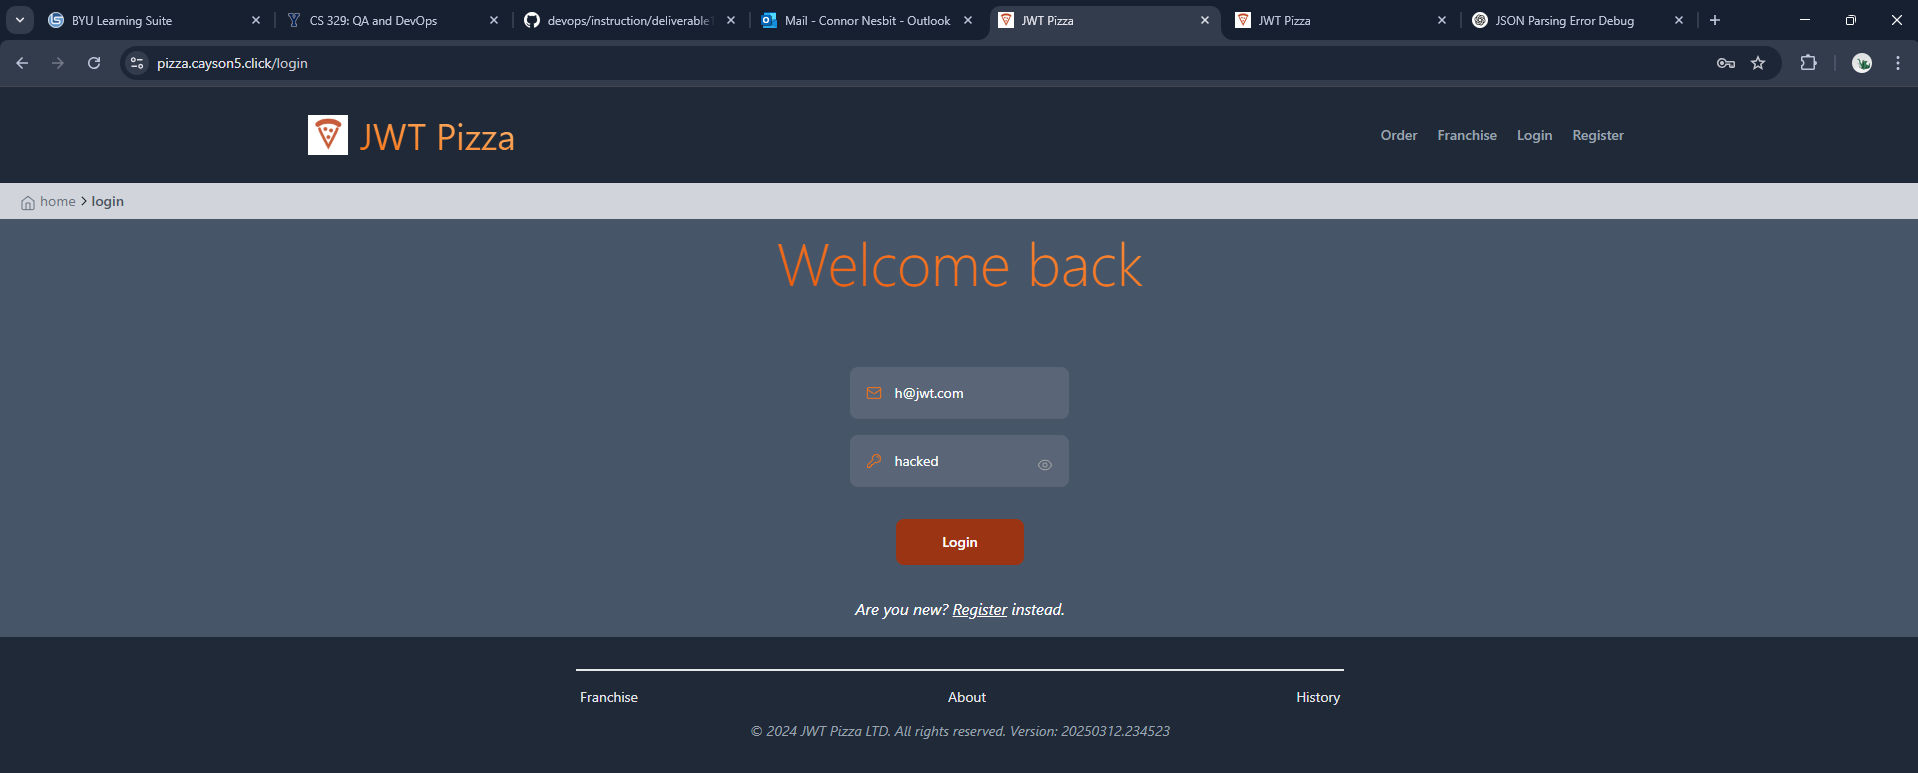 BYU Learning Suite
CS 329: QA and DevOps
devops/instruction/deliverable
Mail - Connor Nesbit - Outlook
JWT Pizza
JWT Pizza
JSON Parsing Error Debug
pizza.cayson5.click/login
JWT Pizza
Order Franchise Login Register
home > login
Welcome back
h@jwt.com
hacked
Login
Are you new? Register instead.
Franchise About History
© 2024 JWT Pizza LTD. All rights reserved. Version: 20250312.234523